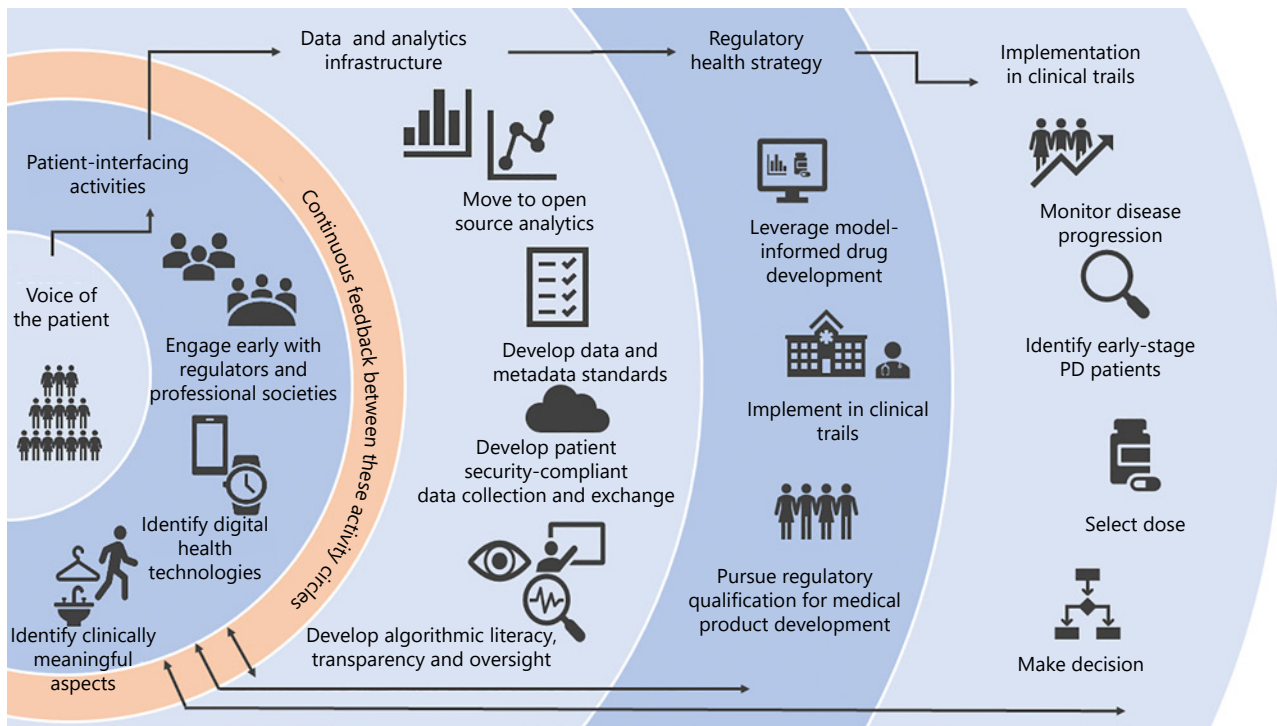 Voice of
the patient
Patient-interfacing
activities
Engage early with
regulators and
professional societies
Identify digital
health
technologies
Identify clinically
meaningful
aspects
Continuous feedback between these activity circles
Data and analytics
infrastructure
Move to open
source analytics
Develop data and
metadata standards
Develop patient
security-compliant
data collection and exchange
Develop algorithmic literacy,
transparency and oversight
Regulatory
health strategy
Leverage model-
informed drug
development
Implement in clinical
trails
Pursue regulatory
qualification for medical
product development
Implementation
in clinical trails
Monitor disease
progression
Identify early-stage
PD patients
Select dose
Make decision